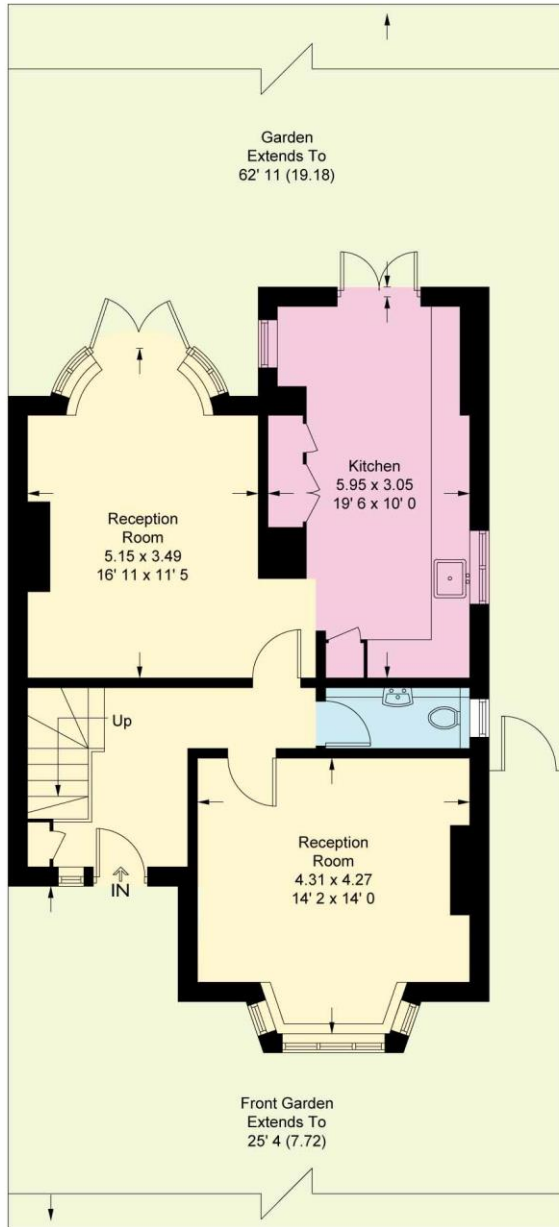 Garden
Extends To
62' 11 (19.18)
Kitchen
5.95 x 3.05
19' 6 x 10' 0
Reception
Room
5.15 x 3.49
16' 11 x 11' 5
Up
IN
Reception
Room
4.31 x 4.27
14' 2 x 14' 0
Front Garden
Extends To
25' 4 (7.72)